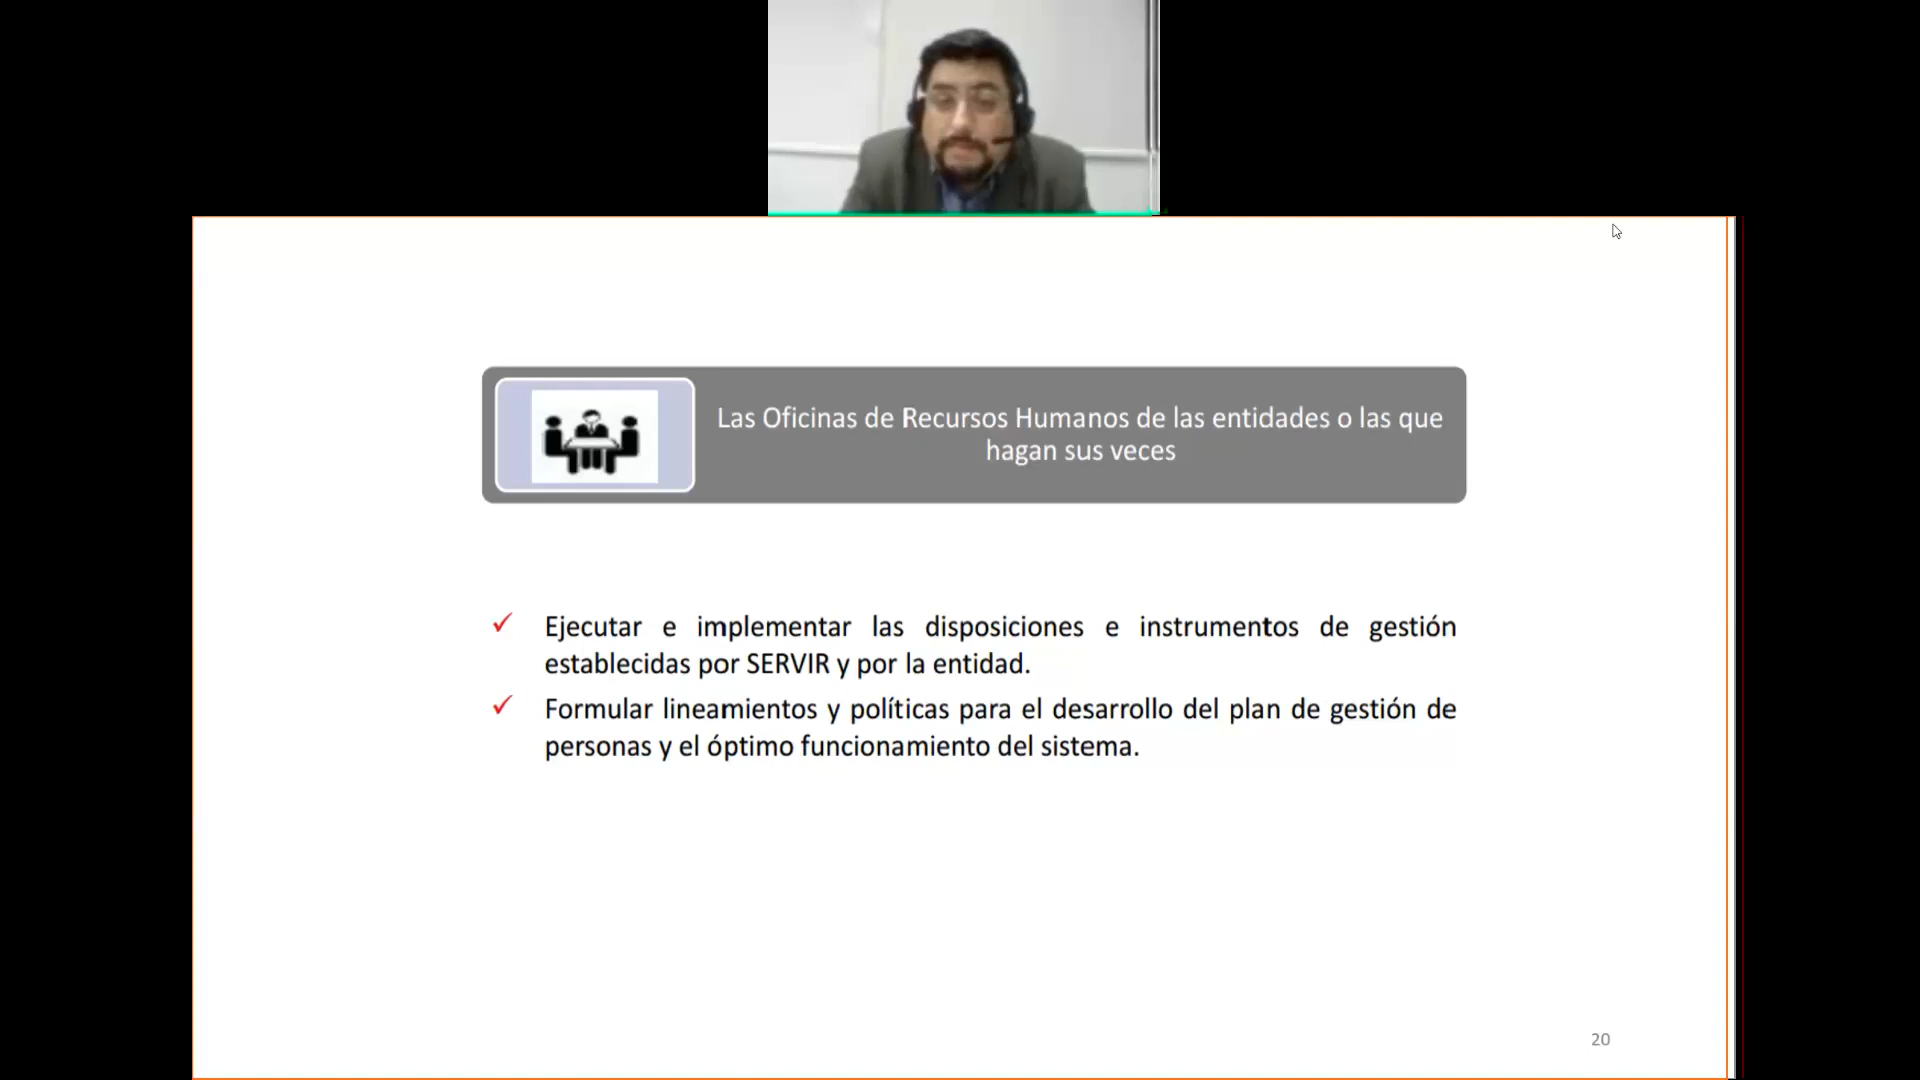 Las Oficinas de Recursos Humanos de las entidades o las que
hagan sus veces
✓ Ejecutar e implementar las disposiciones e instrumentos de gestión
establecidas por SERVIR y por la entidad.
✓ Formular lineamientos y políticas para el desarrollo del plan de gestión de
personas y el óptimo funcionamiento del sistema.
20